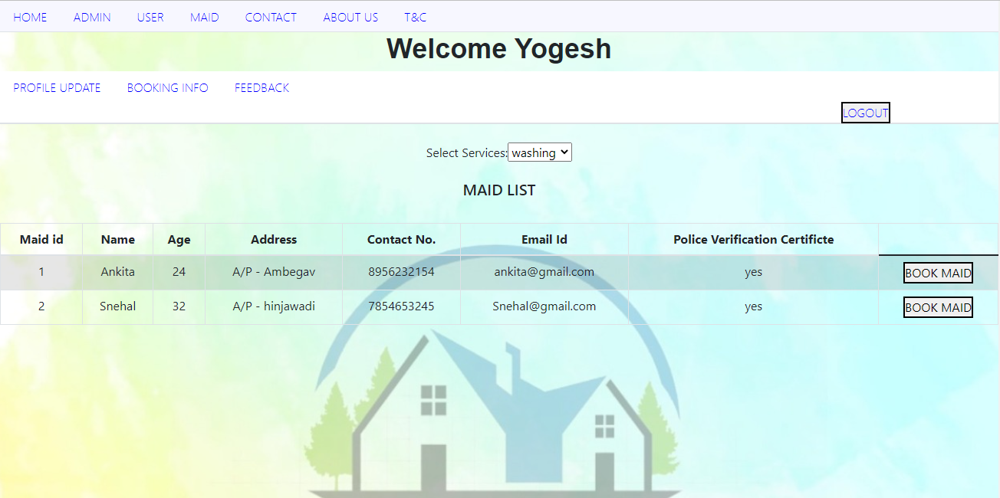 HOME ADMIN USER MAID CONTACT ABOUT US T&C
Welcome Yogesh
PROFILE UPDATE BOOKING INFO FEEDBACK
LOGOUT
Select Services: washing
MAID LIST
Maid id Name Age Address Contact No. Email Id Police Verification Certificte
1 Ankita 24 A/P - Ambegav 8956232154 ankita@gmail.com yes BOOK MAID
2 Snehal 32 A/P - hinjawadi 7854653245 Snehal@gmail.com yes BOOK MAID